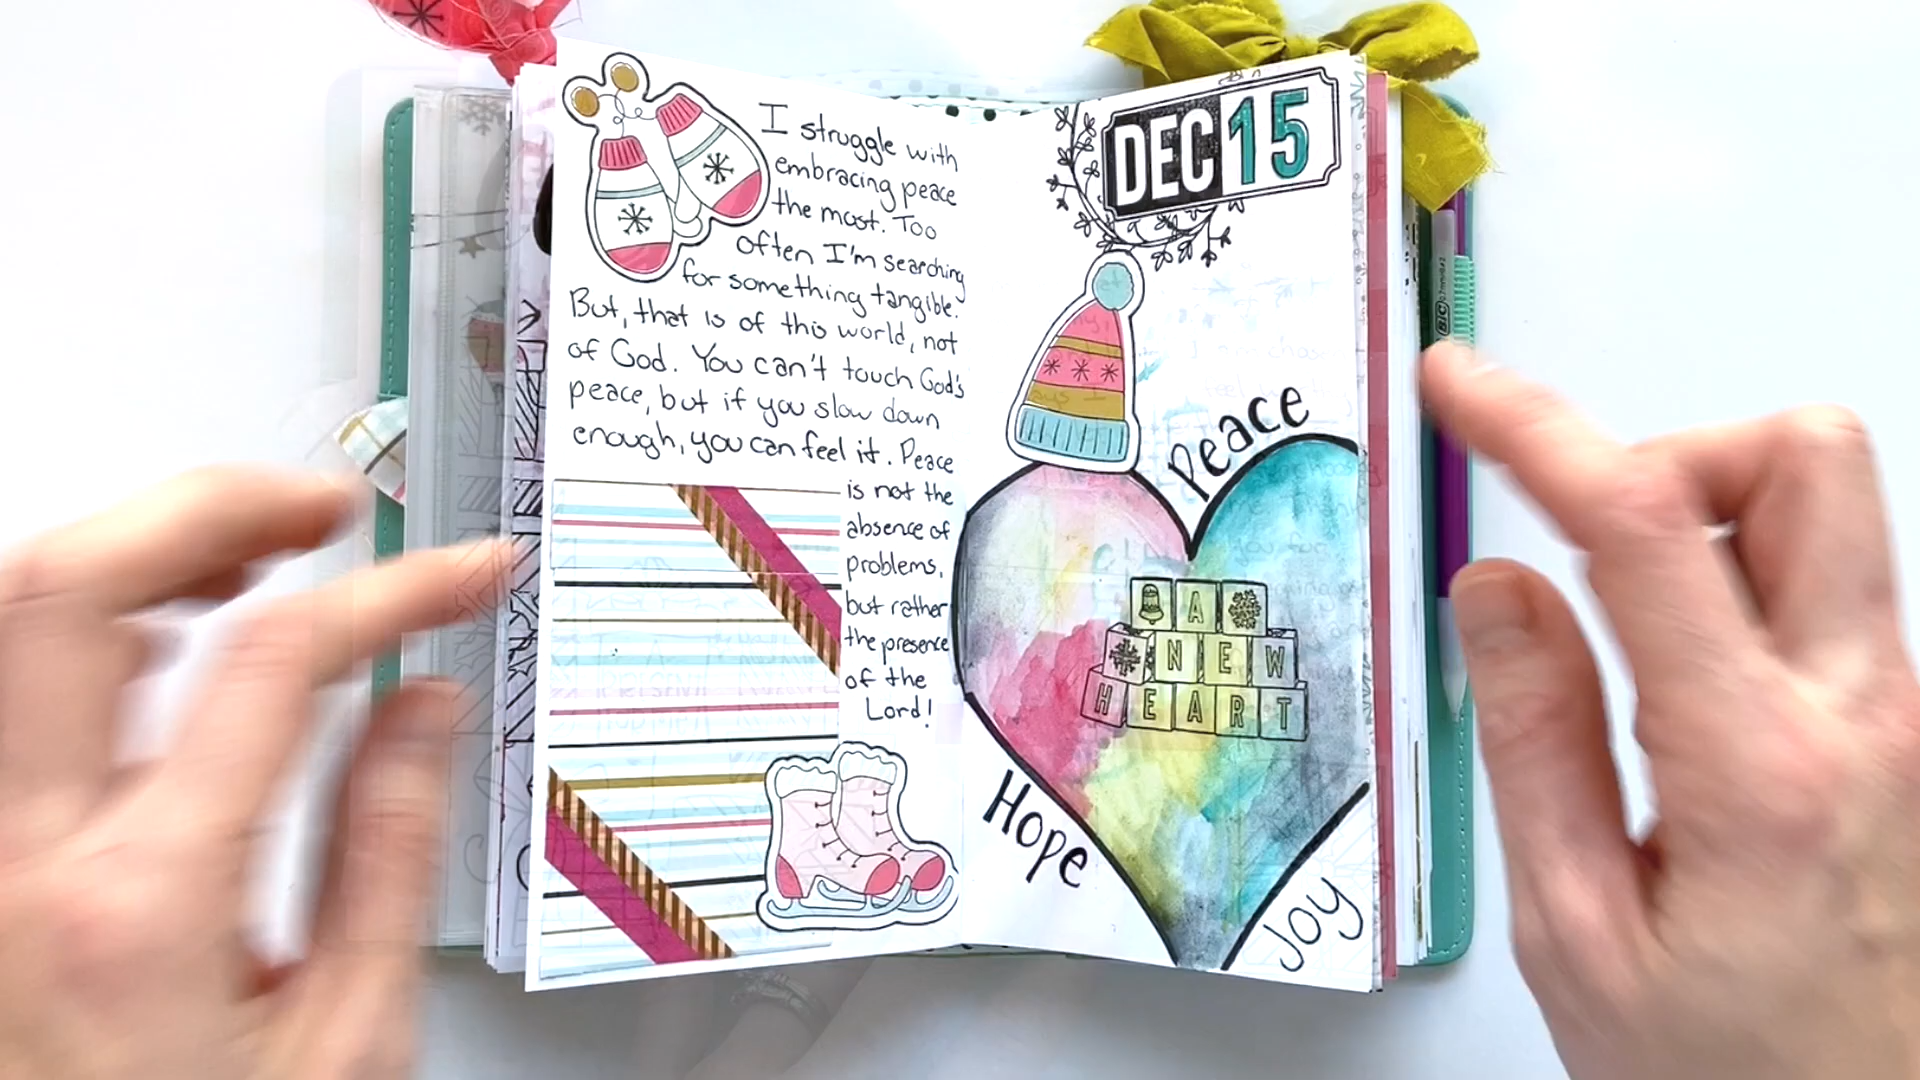 I struggle with
embracing peace
the most. Too
often I'm searching
for something tangible.
But, that is of this world, not
of God. You can't touch God's
peace, but if you slow down
enough, you can feel it. Peace
is not the
absence of
problems,
but rather
the presence
of the
Lord!
DEC 15
Peace
A
NEW
HEART
Hope
Joy
BIC